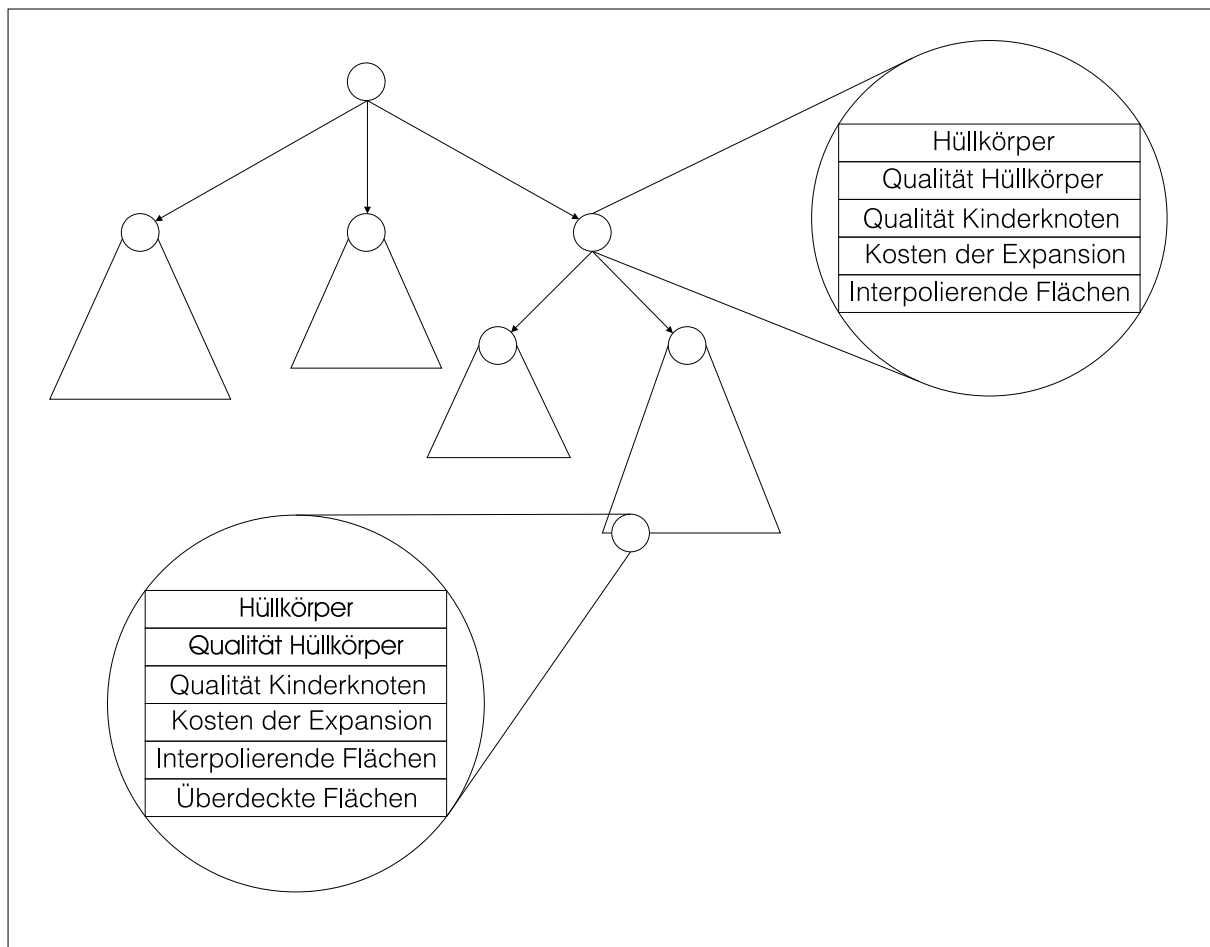 Hüllkörper
Qualität Hüllkörper
Qualität Kinderknoten
Kosten der Expansion
Interpolierende Flächen
Hüllkörper
Qualität Hüllkörper
Qualität Kinderknoten
Kosten der Expansion
Interpolierende Flächen
Überdeckte Flächen